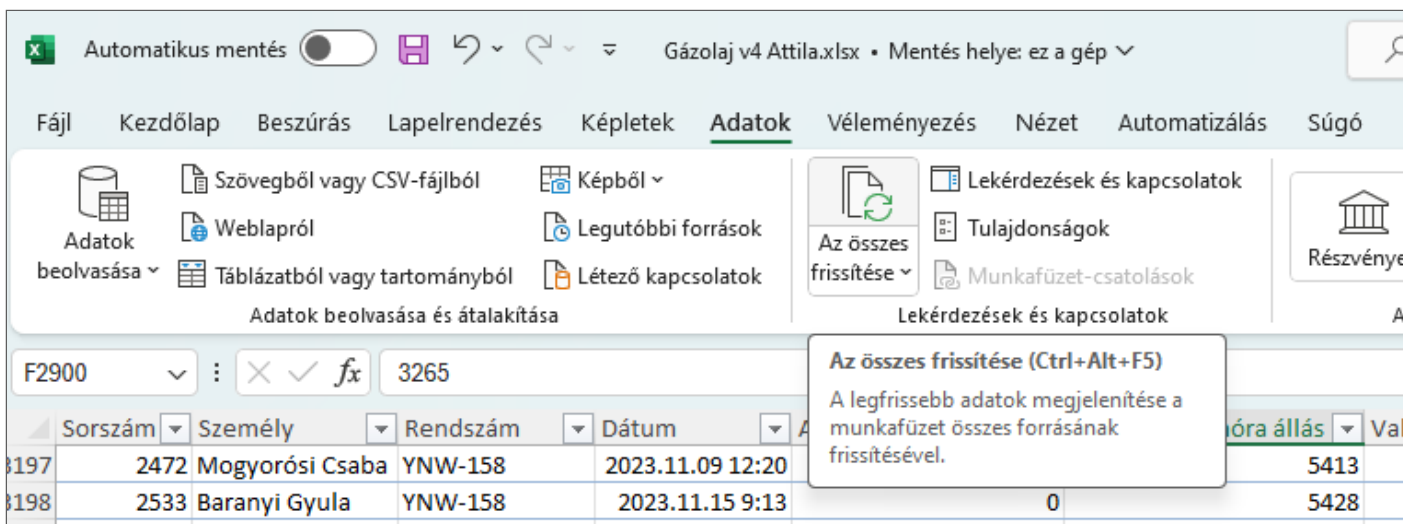 Automatikus mentés
Gázolaj v4 Attila.xlsx • Mentés helye: ez a gép
Fájl Kezdőlap Beszúrás Lapelrendezés Képletek Adatok Véleményezés Nézet Automatizálás Súgó
Adatok
beolvasása
Szövegből vagy CSV-fájlból
Weblapról
Táblázatból vagy tartományból
Képből
Legutóbbi források
Létező kapcsolatok
Adatok beolvasása és átalakítása
Az összes
frissítése
Lekérdezések és kapcsolatok
Tulajdonságok
Munkafüzet-csatolások
Lekérdezések és kapcsolatok
Részvénye
A
F2900 fx 3265
Az összes frissítése (Ctrl+Alt+F5)
A legfrissebb adatok megjelenítése a
munkafüzet összes forrásának
frissítésével.
Sorszám Személy Rendszám Dátum A óra állás Val
3197 2472 Mogyorósi Csaba YNW-158 2023.11.09 12:20 5413
3198 2533 Baranyi Gyula YNW-158 2023.11.15 9:13 0 5428